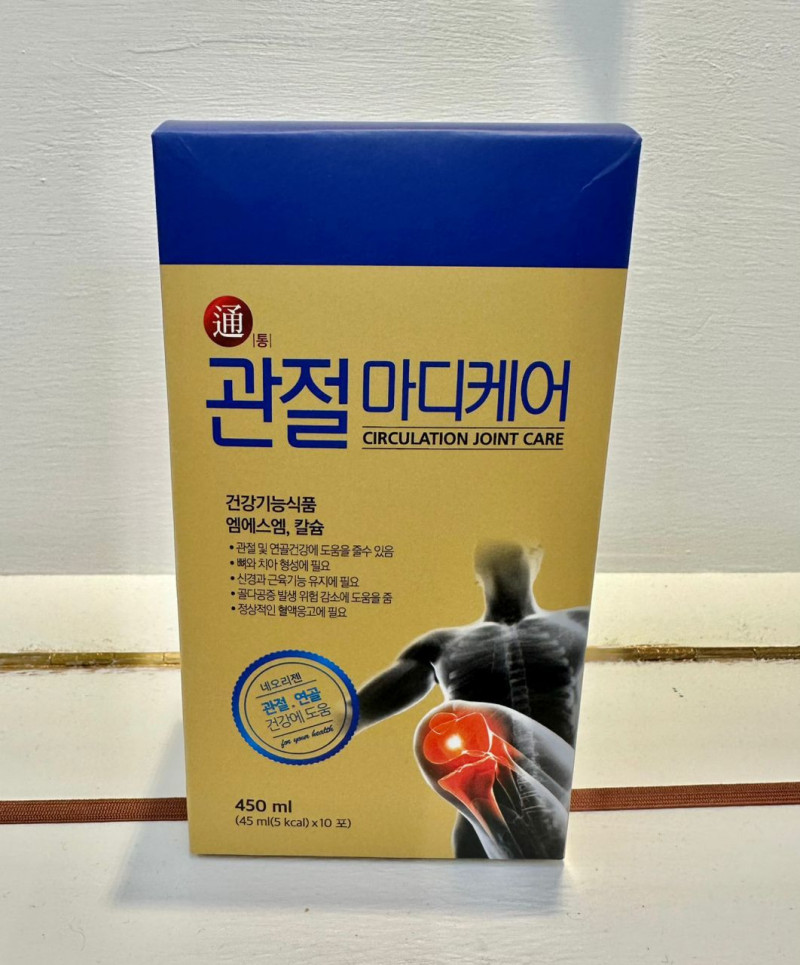 通
|통|
관절 마디케어
CIRCULATION JOINT CARE
건강기능식품
엠에스엠, 칼슘
• 관절 및 연골건강에 도움을 줄수 있음
• 뼈와 치아 형성에 필요
• 신경과 근육기능 유지에 필요
• 골다공증 발생 위험 감소에 도움을 줌
• 정상적인 혈액응고에 필요
네오리젠
관절 . 연골
건강에 도움
for your health
450 ml
(45 ml(5 kcal) x 10 포)